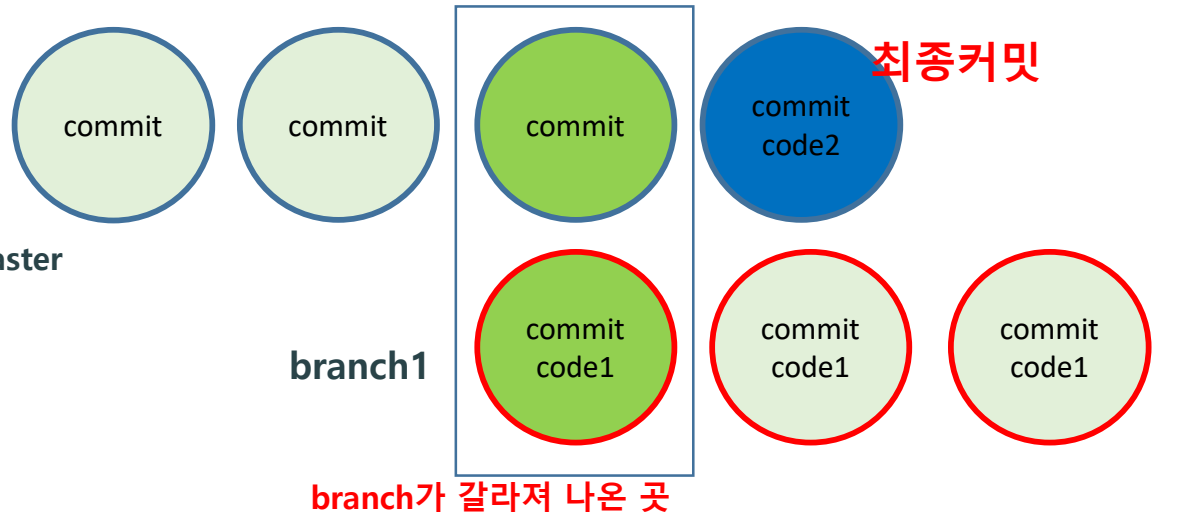 commit
commit
commit
commit
code2
최종커밋
aster
branch1
commit
code1
commit
code1
commit
code1
branch가 갈라져 나온 곳